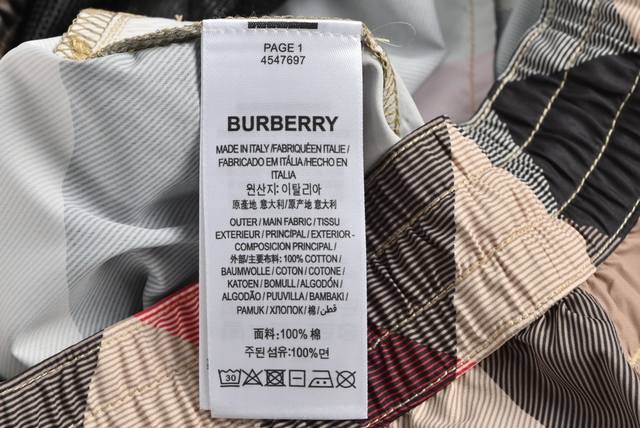 PAGE 1
4547697
BURBERRY
MADE IN ITALY / FABRIQUÉEN ITALIE /
FABRICADO EM ITÁLIA /HECHO EN
ITALIA
원산지: 이탈리아
原產地 意大利/原产地 意大利
OUTER / MAIN FABRIC / TISSU
EXTERIEUR / PRINCIPAL / EXTERIOR-
COMPOSICION PRINCIPAL /
外部/主要布料: 100% COTTON /
BAUMWOLLE / COTON / COTONE /
KATOEN / BOMULL / ALGODÓN /
ALGODÃO / PUUVILLA / BAMBAKI /
PAMUK / ХЛОПОК / 棉 / قطن
面料: 100% 棉
주된 섬유: 100%면
30